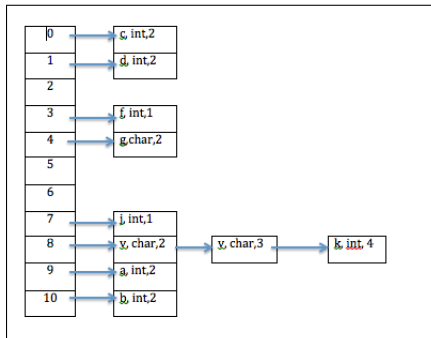 0 c, int,2
1 d, int,2
2
3 f, int,1
4 g,char,2
5
6
7 j, int,1
8 v, char,2 v, char,3 k, int, 4
9 a, int,2
10 b, int,2